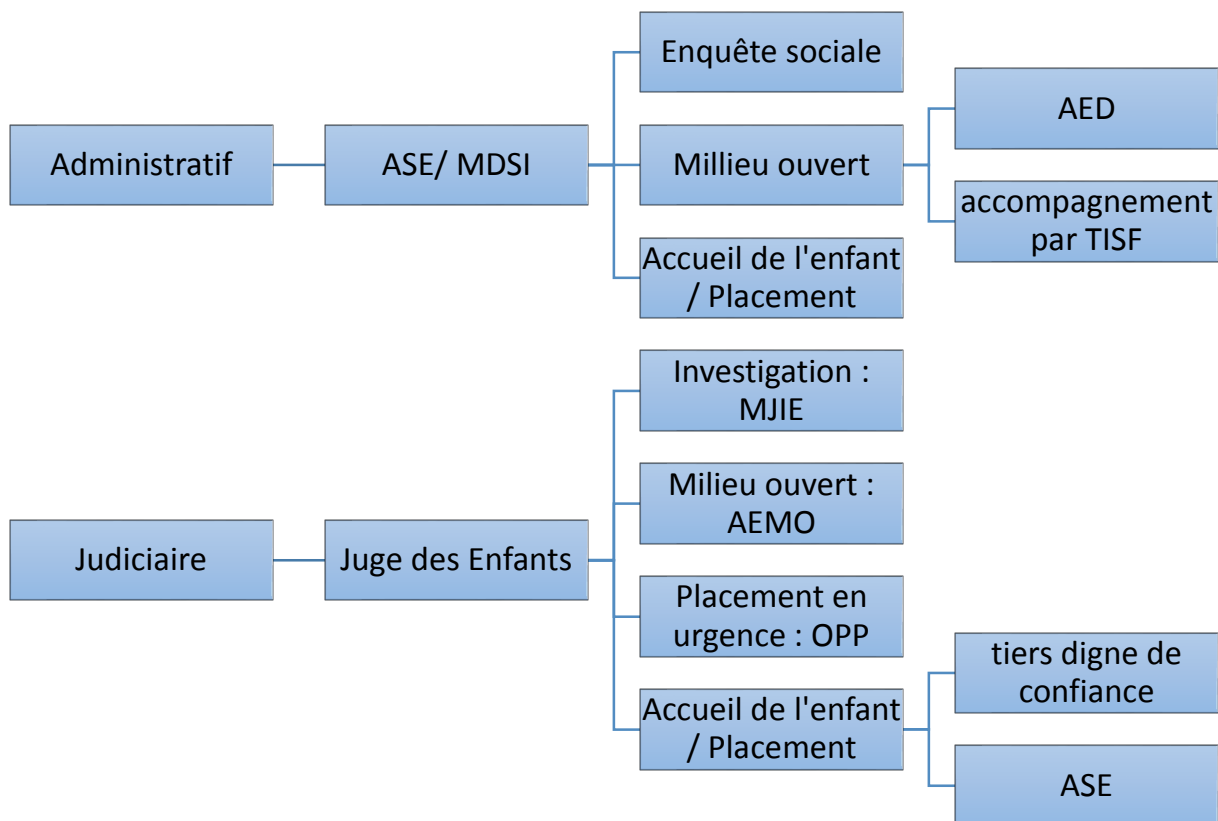 Administratif
ASE/ MDSI
Enquête sociale
Millieu ouvert
AED
accompagnement
par TISF
Accueil de l'enfant
/ Placement
Judiciaire
Juge des Enfants
Investigation :
MJIE
Milieu ouvert :
AEMO
Placement en
urgence : OPP
Accueil de l'enfant
/ Placement
tiers digne de
confiance
ASE